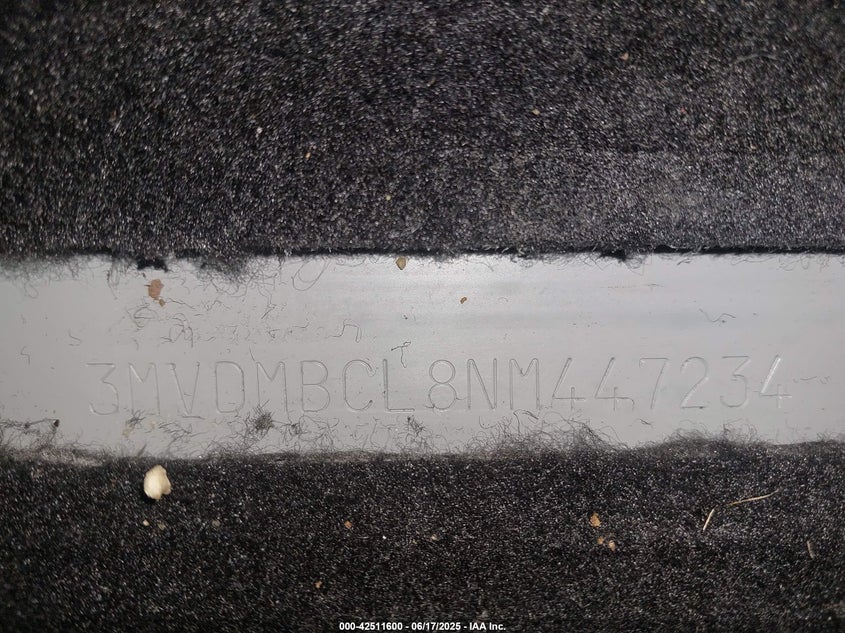 3MVDMBCL8NM447234
000-42511600 - 06/17/2025 - IAA Inc.